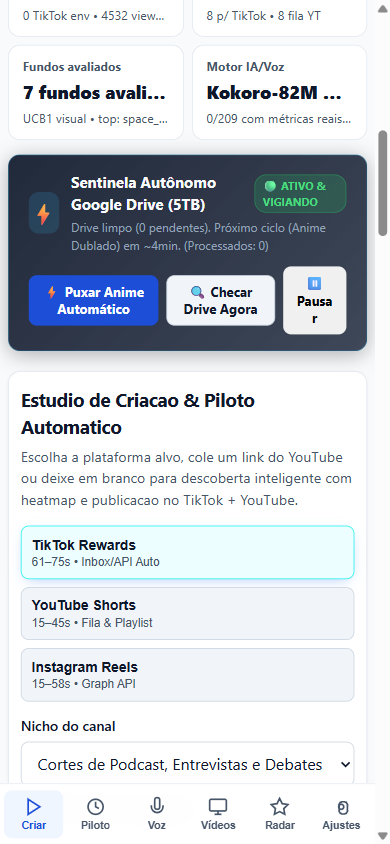 0 TikTok env • 4532 view...
8 p/ TikTok • 8 fila YT
Fundos avaliados
7 fundos avali...
UCB1 visual • top: space_...
Motor IA/Voz
Kokoro-82M ...
0/209 com métricas reais...
Sentinela Autônomo
Google Drive (5TB)
ATIVO &
VIGIANDO
Drive limpo (0 pendentes). Próximo ciclo (Anime
Dublado) em ~4min. (Processados: 0)
Puxar Anime
Automático
Checar
Drive Agora
Pausa
r
Estudio de Criacao & Piloto
Automatico
Escolha a plataforma alvo, cole um link do YouTube
ou deixe em branco para descoberta inteligente com
heatmap e publicacao no TikTok + YouTube.
TikTok Rewards
61–75s • Inbox/API Auto
YouTube Shorts
15–45s • Fila & Playlist
Instagram Reels
15–58s • Graph API
Nicho do canal
Cortes de Podcast, Entrevistas e Debates
Criar
Piloto
Voz
Vídeos
Radar
Ajustes